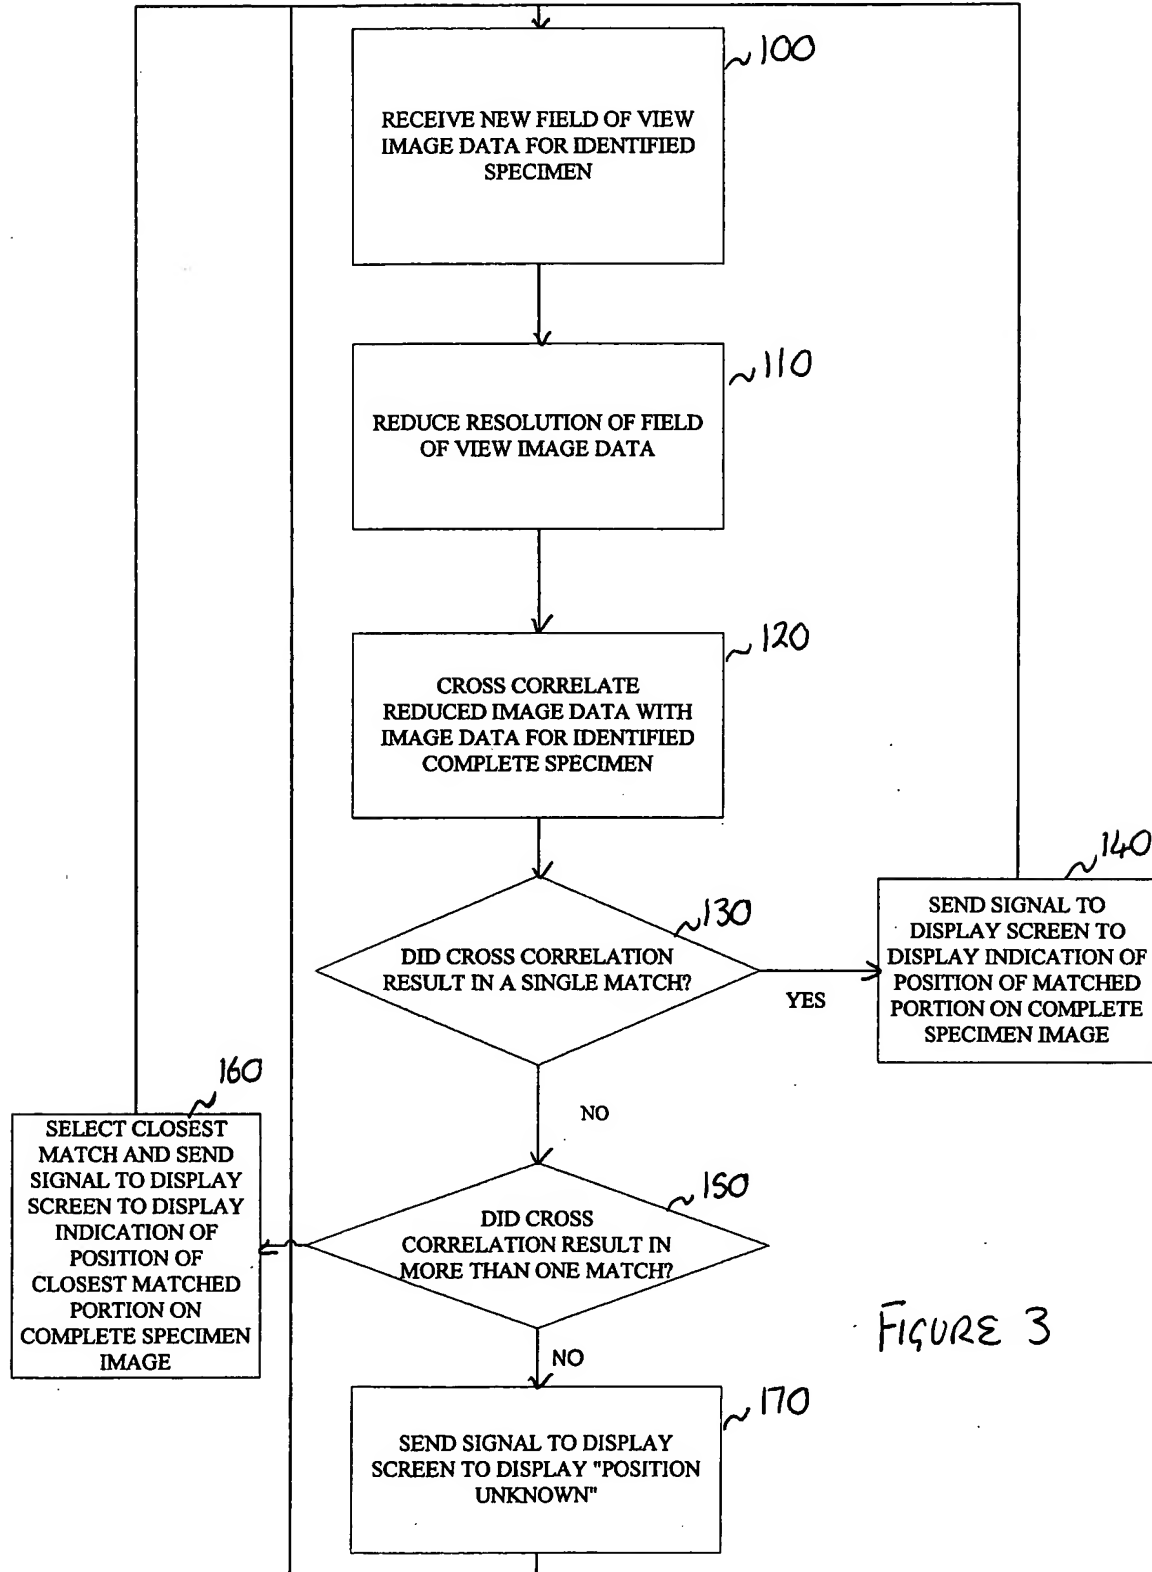 100
RECEIVE NEW FIELD OF VIEW
IMAGE DATA FOR IDENTIFIED
SPECIMEN
110
REDUCE RESOLUTION OF FIELD
OF VIEW IMAGE DATA
120
CROSS CORRELATE
REDUCED IMAGE DATA WITH
IMAGE DATA FOR IDENTIFIED
COMPLETE SPECIMEN
130
DID CROSS CORRELATION
RESULT IN A SINGLE MATCH?
YES
140
SEND SIGNAL TO
DISPLAY SCREEN TO
DISPLAY INDICATION OF
POSITION OF MATCHED
PORTION ON COMPLETE
SPECIMEN IMAGE
NO
160
SELECT CLOSEST
MATCH AND SEND
SIGNAL TO DISPLAY
SCREEN TO DISPLAY
INDICATION OF
POSITION OF
CLOSEST MATCHED
PORTION ON
COMPLETE SPECIMEN
IMAGE
150
DID CROSS
CORRELATION RESULT IN
MORE THAN ONE MATCH?
FIGURE 3
NO
170
SEND SIGNAL TO DISPLAY
SCREEN TO DISPLAY "POSITION
UNKNOWN"